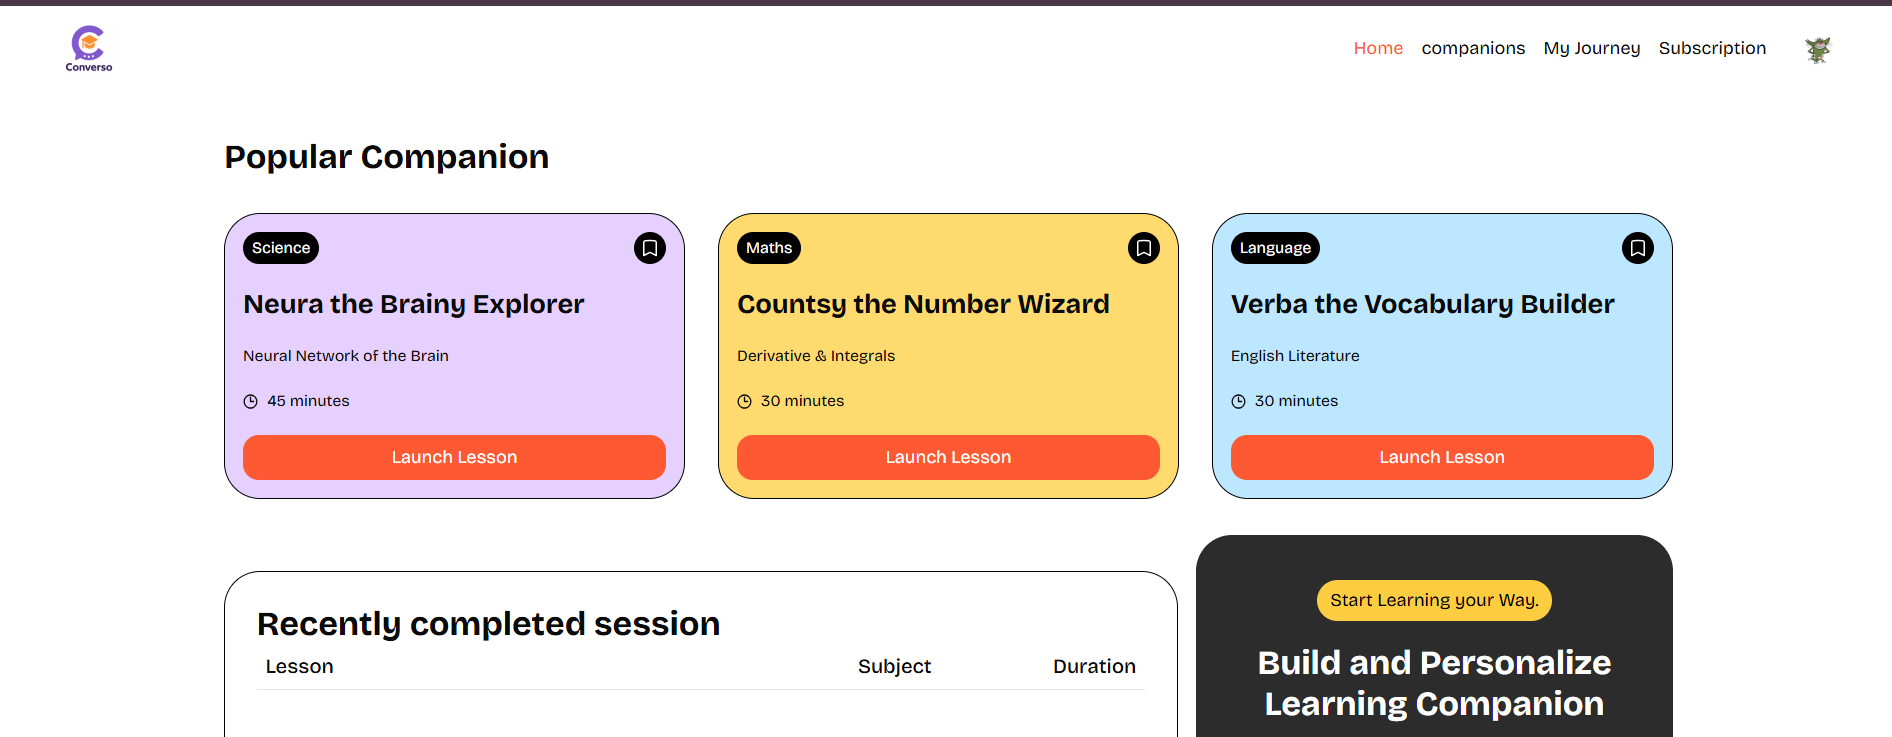 Converso
Home companions My Journey Subscription
Popular Companion
Science
Neura the Brainy Explorer
Neural Network of the Brain
45 minutes
Launch Lesson
Maths
Countsy the Number Wizard
Derivative & Integrals
30 minutes
Launch Lesson
Language
Verba the Vocabulary Builder
English Literature
30 minutes
Launch Lesson
Recently completed session
Lesson Subject Duration
Start Learning your Way.
Build and Personalize
Learning Companion